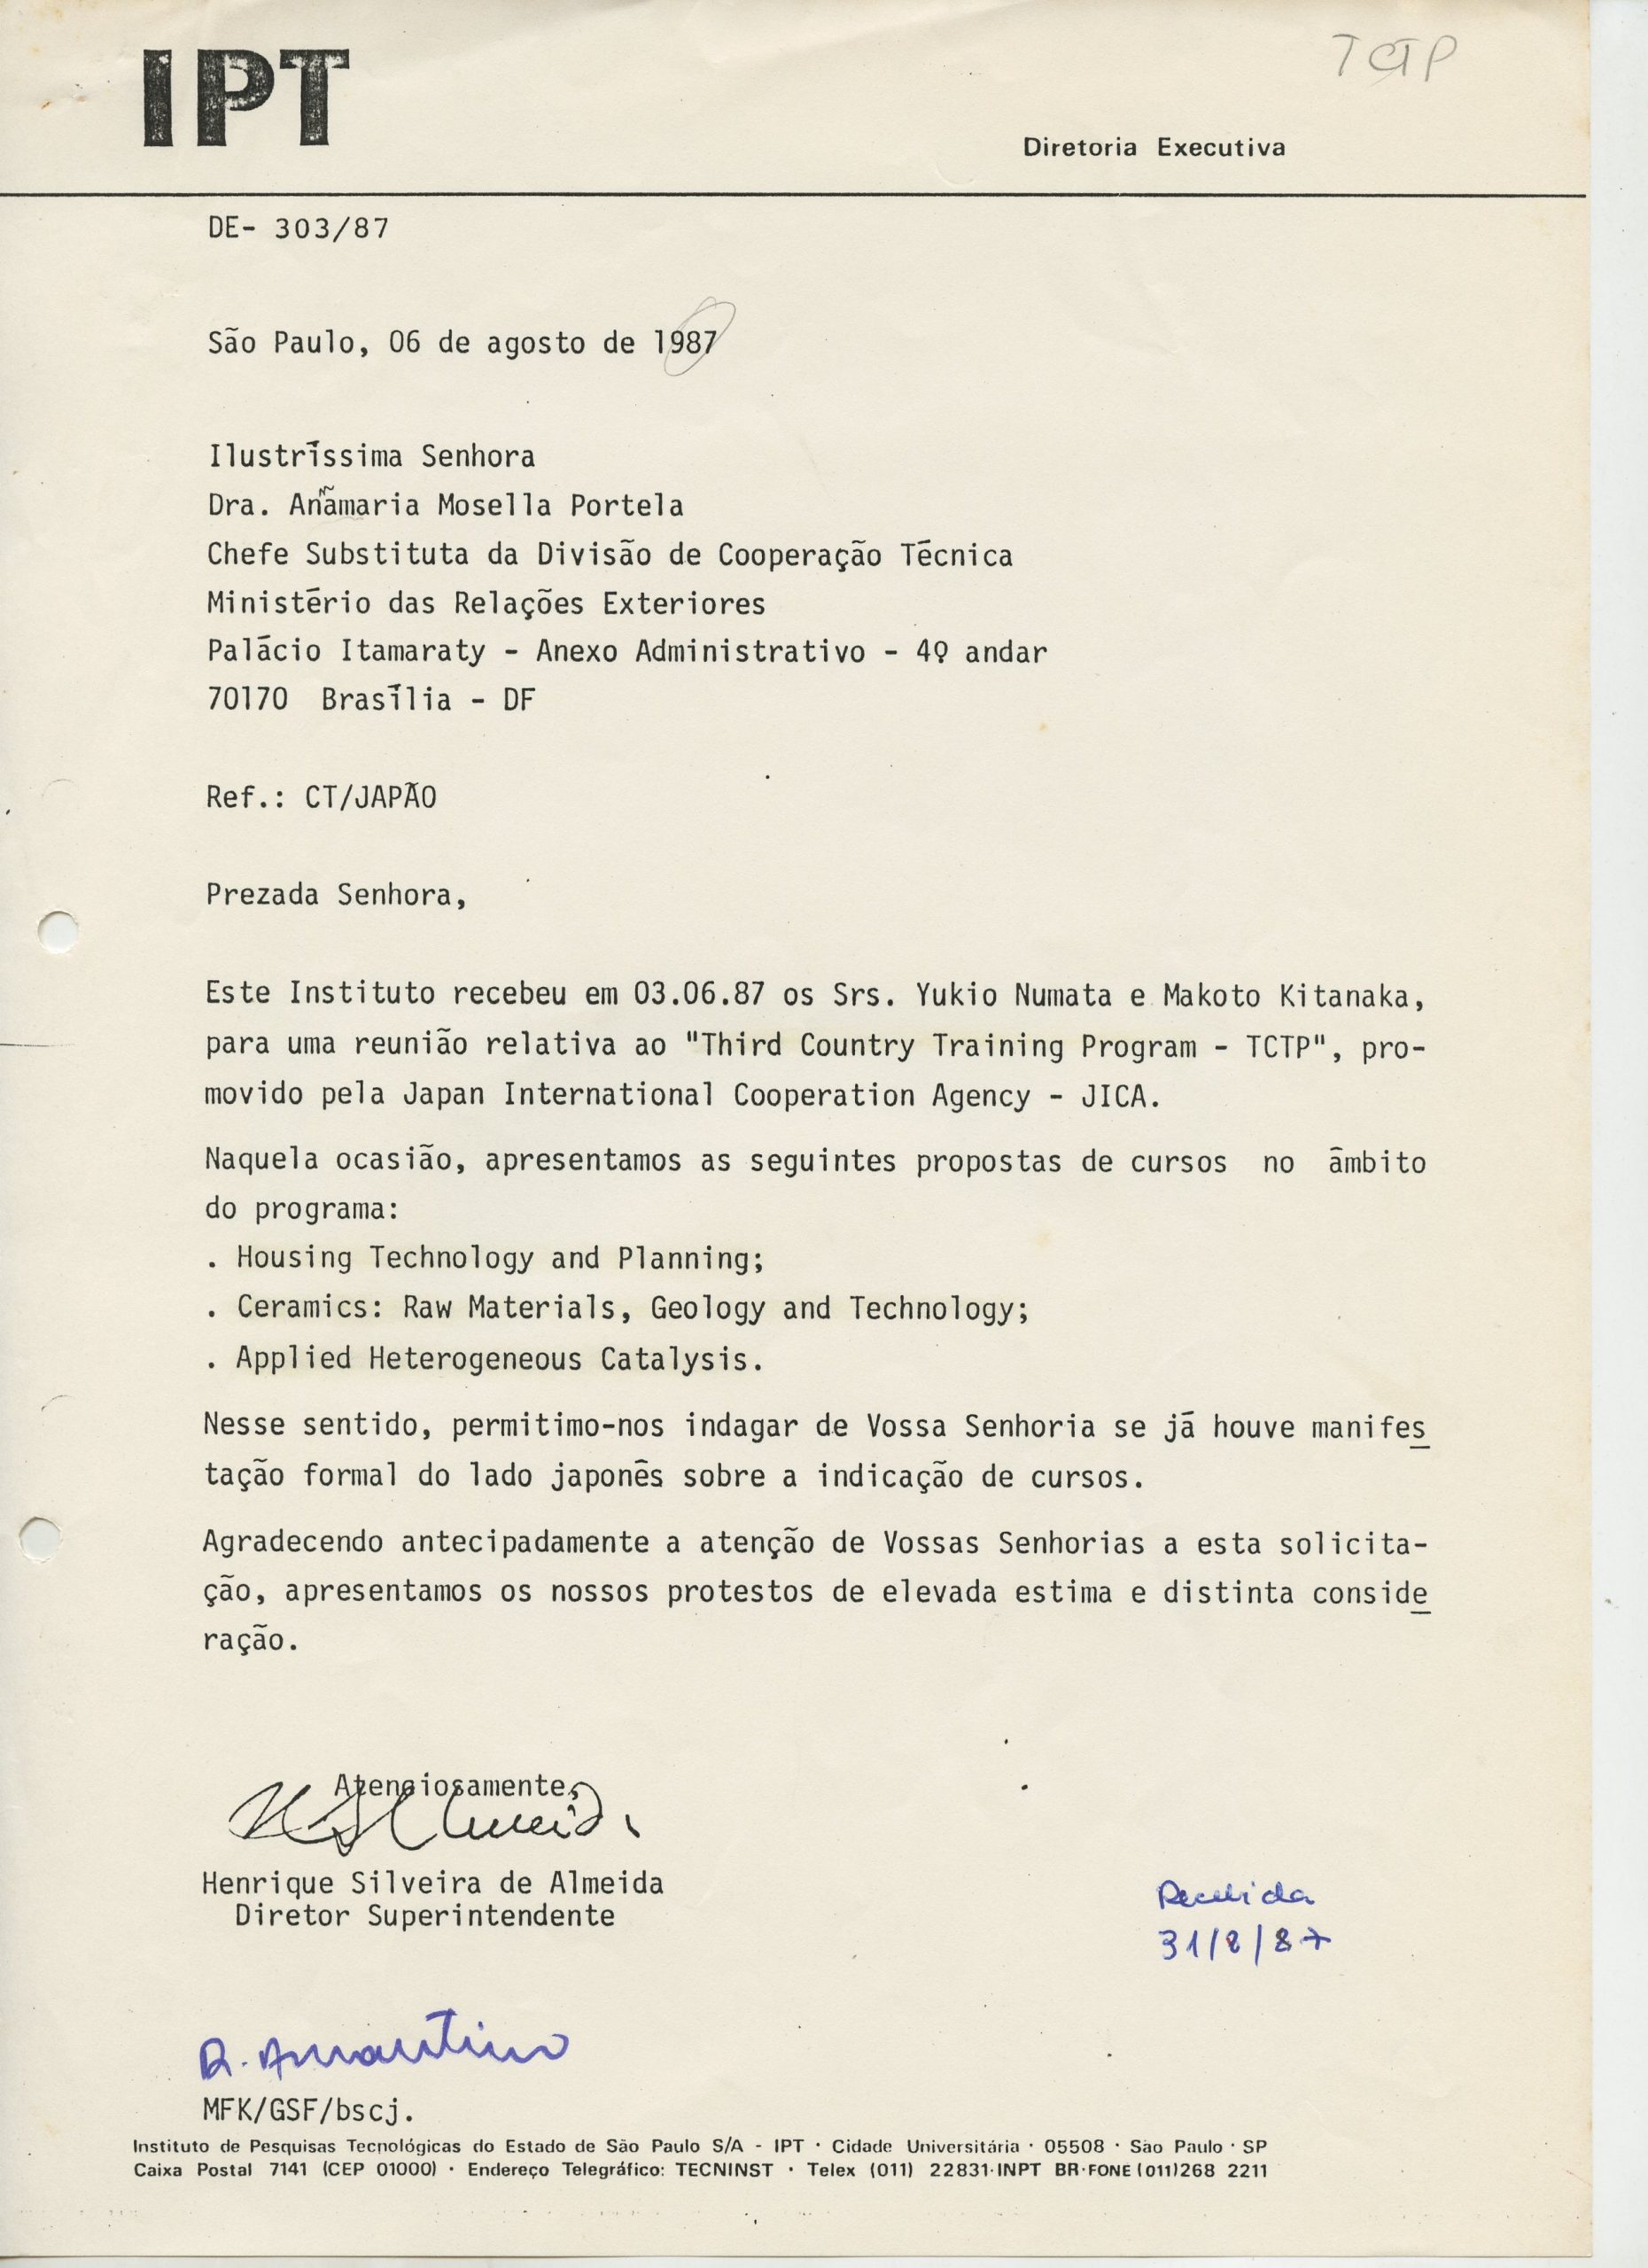 IPT
TCTP
Diretoria Executiva
DE- 303/87
São Paulo, 06 de agosto de 1987
Ilustríssima Senhora
Dra. Anamaria Mosella Portela
Chefe Substituta da Divisão de Cooperação Técnica
Ministério das Relações Exteriores
Palácio Itamaraty - Anexo Administrativo - 4º andar
70170 Brasília - DF
Ref.: CT/JAPÃO
Prezada Senhora,
Este Instituto recebeu em 03.06.87 os Srs. Yukio Numata e Makoto Kitanaka,
para uma reunião relativa ao "Third Country Training Program - TCTP", pro-
movido pela Japan International Cooperation Agency - JICA.
Naquela ocasião, apresentamos as seguintes propostas de cursos no âmbito
do programa:
. Housing Technology and Planning;
. Ceramics: Raw Materials, Geology and Technology;
. Applied Heterogeneous Catalysis.
Nesse sentido, permitimo-nos indagar de Vossa Senhoria se já houve manifes
tação formal do lado japonês sobre a indicação de cursos.
Agradecendo antecipadamente a atenção de Vossas Senhorias a esta solicita-
ção, apresentamos os nossos protestos de elevada estima e distinta conside
ração.
Atenciosamente,
Henrique Silveira de Almeida
Diretor Superintendente
Recebida
31/8/87
MFK/GSF/bscj.
Instituto de Pesquisas Tecnológicas do Estado de São Paulo S/A - IPT · Cidade Universitária · 05508 · São Paulo · SP
Caixa Postal 7141 (CEP 01000) · Endereço Telegráfico: TECNINST · Telex (011) 22831·INPT BR·FONE (011)268 2211